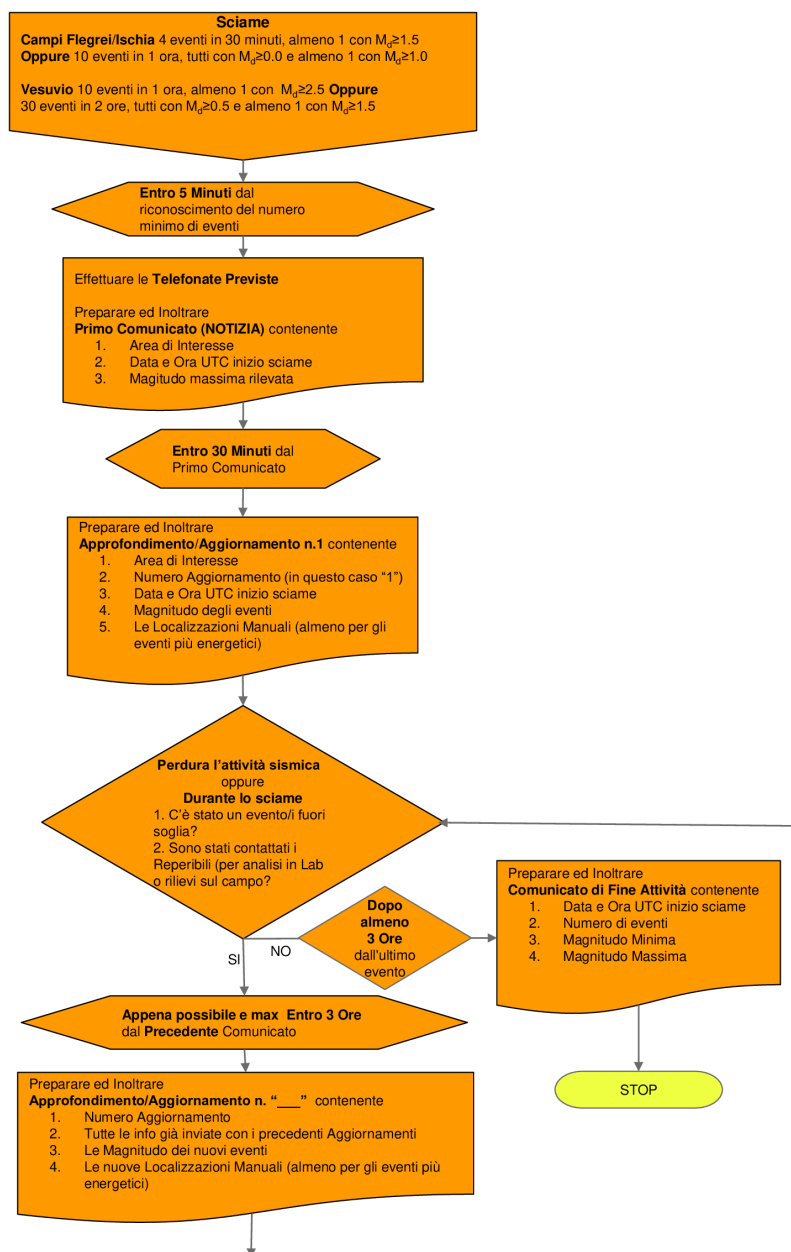 Sciame
Campi Flegrei/Ischia 4 eventi in 30 minuti, almeno 1 con Md≥1.5
Oppure 10 eventi in 1 ora, tutti con Md≥0.0 e almeno 1 con Md≥1.0
Vesuvio 10 eventi in 1 ora, almeno 1 con Md≥2.5 Oppure
30 eventi in 2 ore, tutti con Md≥0.5 e almeno 1 con Md≥1.5
Entro 5 Minuti dal
riconoscimento del numero
minimo di eventi
Effettuare le Telefonate Previste
Preparare ed Inoltrare
Primo Comunicato (NOTIZIA) contenente
1. Area di Interesse
2. Data e Ora UTC inizio sciame
3. Magitudo massima rilevata
Entro 30 Minuti dal
Primo Comunicato
Preparare ed Inoltrare
Approfondimento/Aggiornamento n.1 contenente
1. Area di Interesse
2. Numero Aggiornamento (in questo caso “1”)
3. Data e Ora UTC inizio sciame
4. Magnitudo degli eventi
5. Le Localizzazioni Manuali (almeno per gli
eventi più energetici)
Perdura l’attività sismica
oppure
Durante lo sciame
1. C’è stato un evento/i fuori
soglia?
2. Sono stati contattati i
Reperibili (per analisi in Lab
o rilievi sul campo?
SI
NO
Dopo
almeno
3 Ore
dall'ultimo
evento
Preparare ed Inoltrare
Comunicato di Fine Attività contenente
1. Data e Ora UTC inizio sciame
2. Numero di eventi
3. Magnitudo Minima
4. Magnitudo Massima
STOP
Appena possibile e max Entro 3 Ore
dal Precedente Comunicato
Preparare ed Inoltrare
Approfondimento/Aggiornamento n. “___” contenente
1. Numero Aggiornamento
2. Tutte le info già inviate con i precedenti Aggiornamenti
3. Le Magnitudo dei nuovi eventi
4. Le nuove Localizzazioni Manuali (almeno per gli eventi più
energetici)